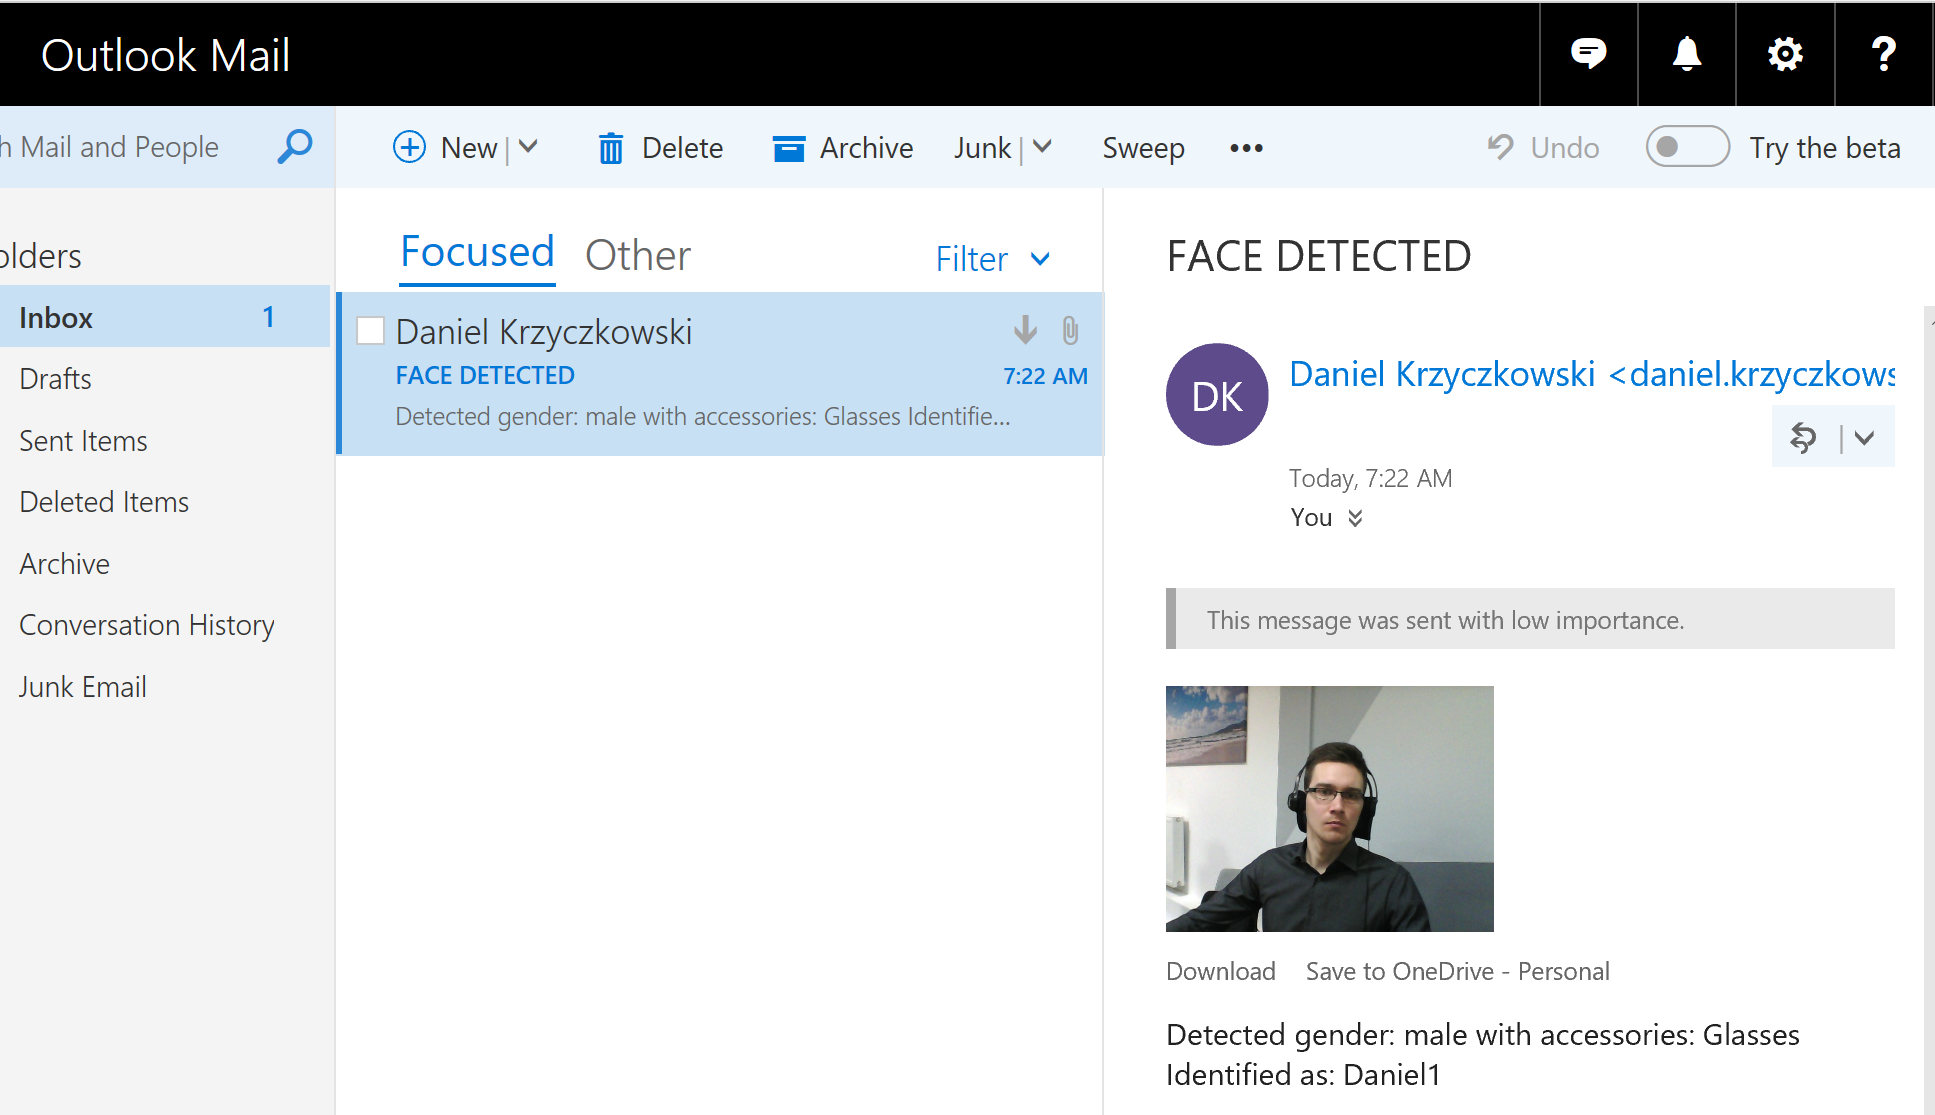 Outlook Mail
h Mail and People
New
Delete
Archive
Junk
Sweep
Undo
Try the beta
olders
Inbox 1
Drafts
Sent Items
Deleted Items
Archive
Conversation History
Junk Email
Focused
Other
Filter
Daniel Krzyczkowski
FACE DETECTED
7:22 AM
Detected gender: male with accessories: Glasses Identifie...
FACE DETECTED
DK
Daniel Krzyczkowski <daniel.krzyczkows
Today, 7:22 AM
You
This message was sent with low importance.
Download
Save to OneDrive - Personal
Detected gender: male with accessories: Glasses
Identified as: Daniel1